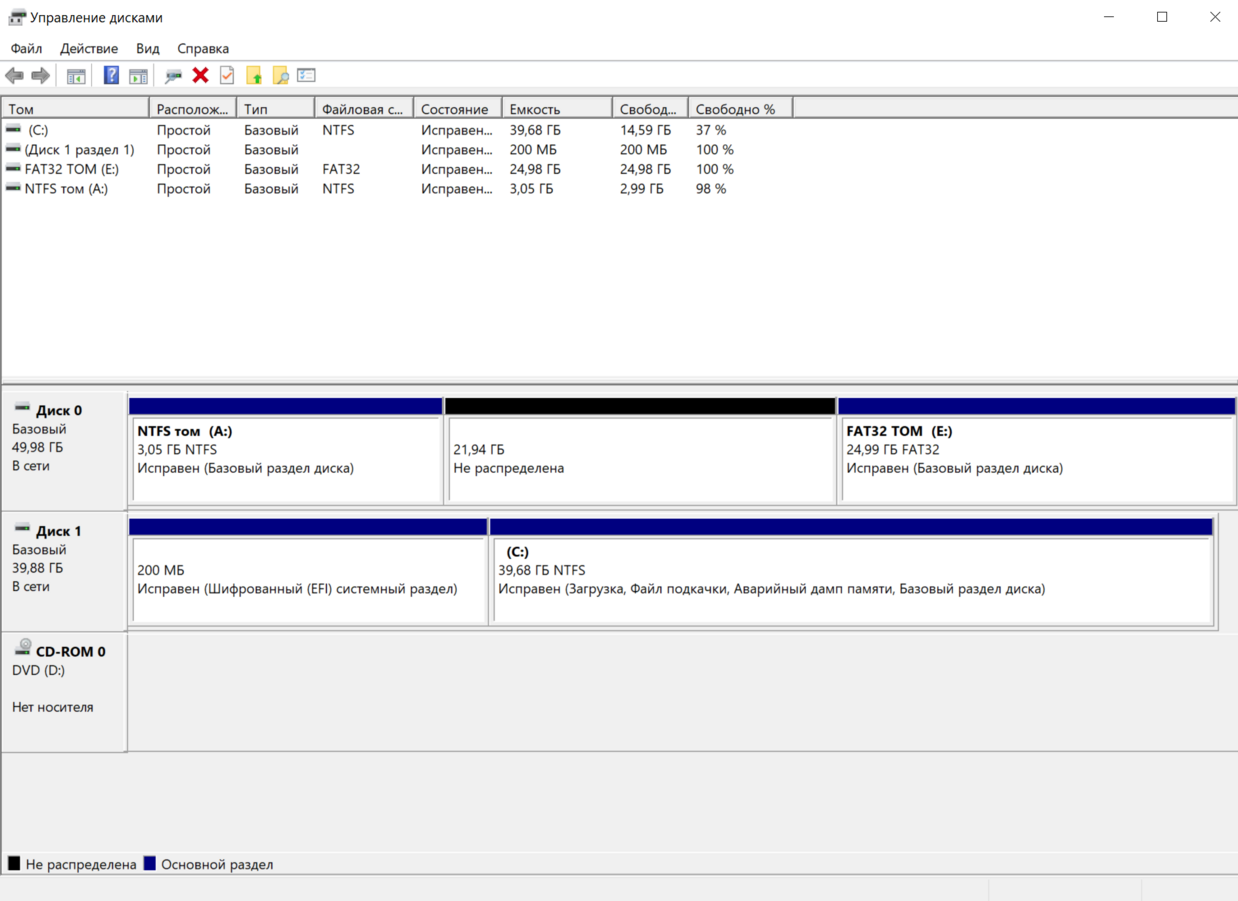 Управление дисками
Файл Действие Вид Справка
Том Располож... Тип Файловая с... Состояние Емкость Свобод... Свободно %
(C:) Простой Базовый NTFS Исправен... 39,68 ГБ 14,59 ГБ 37 %
(Диск 1 раздел 1) Простой Базовый Исправен... 200 МБ 200 МБ 100 %
FAT32 ТОМ (E:) Простой Базовый FAT32 Исправен... 24,98 ГБ 24,98 ГБ 100 %
NTFS том (A:) Простой Базовый NTFS Исправен... 3,05 ГБ 2,99 ГБ 98 %
Диск 0
Базовый
49,98 ГБ
В сети
NTFS том (A:)
3,05 ГБ NTFS
Исправен (Базовый раздел диска)
21,94 ГБ
Не распределена
FAT32 ТОМ (E:)
24,99 ГБ FAT32
Исправен (Базовый раздел диска)
Диск 1
Базовый
39,88 ГБ
В сети
200 МБ
Исправен (Шифрованный (EFI) системный раздел)
(C:)
39,68 ГБ NTFS
Исправен (Загрузка, Файл подкачки, Аварийный дамп памяти, Базовый раздел диска)
CD-ROM 0
DVD (D:)
Нет носителя
Не распределена Основной раздел